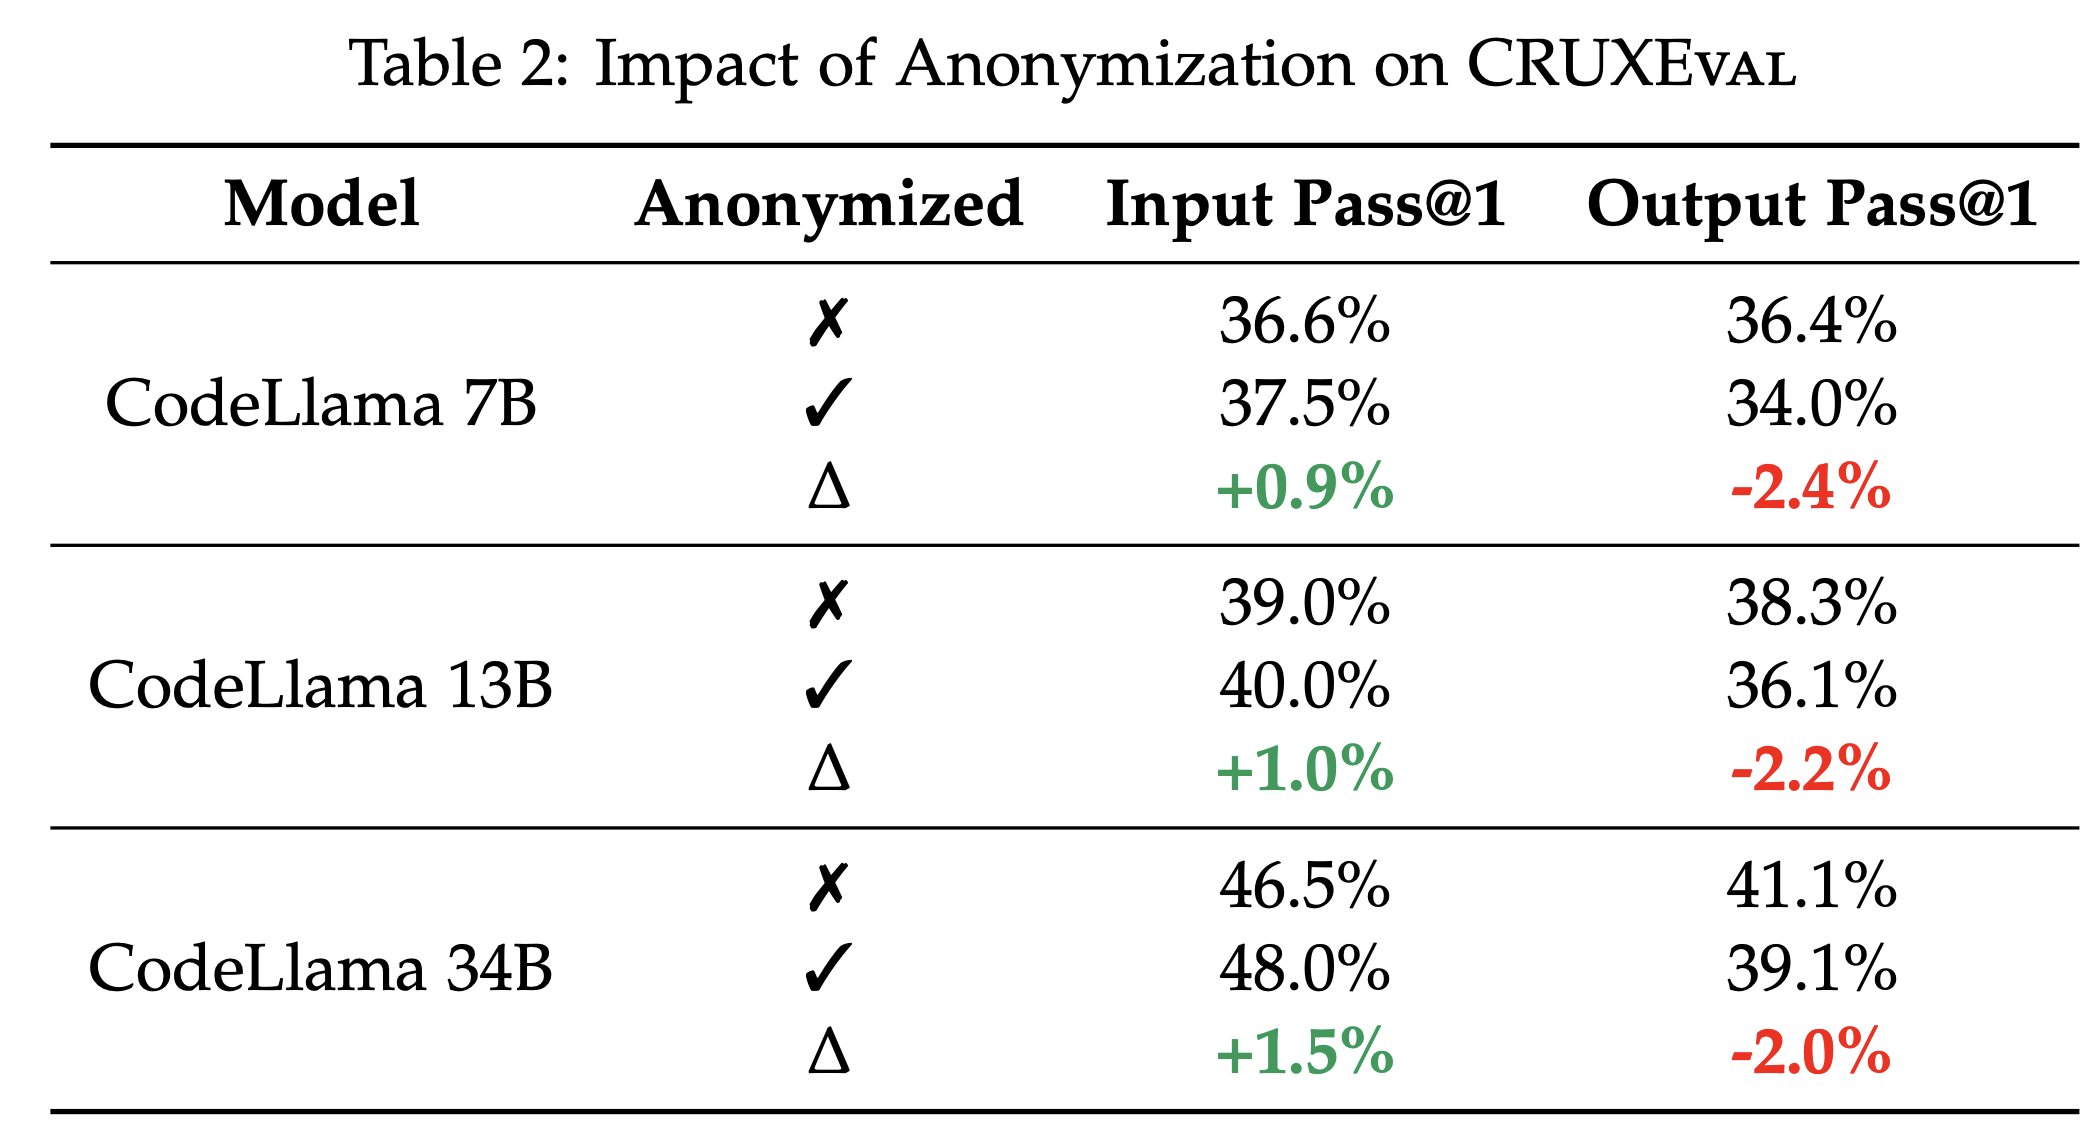 Table 2: Impact of Anonymization on CRUXEVAL
Model Anonymized Input Pass@1 Output Pass@1
✗ 36.6% 36.4%
CodeLlama 7B ✓ 37.5% 34.0%
Δ +0.9% -2.4%
✗ 39.0% 38.3%
CodeLlama 13B ✓ 40.0% 36.1%
Δ +1.0% -2.2%
✗ 46.5% 41.1%
CodeLlama 34B ✓ 48.0% 39.1%
Δ +1.5% -2.0%